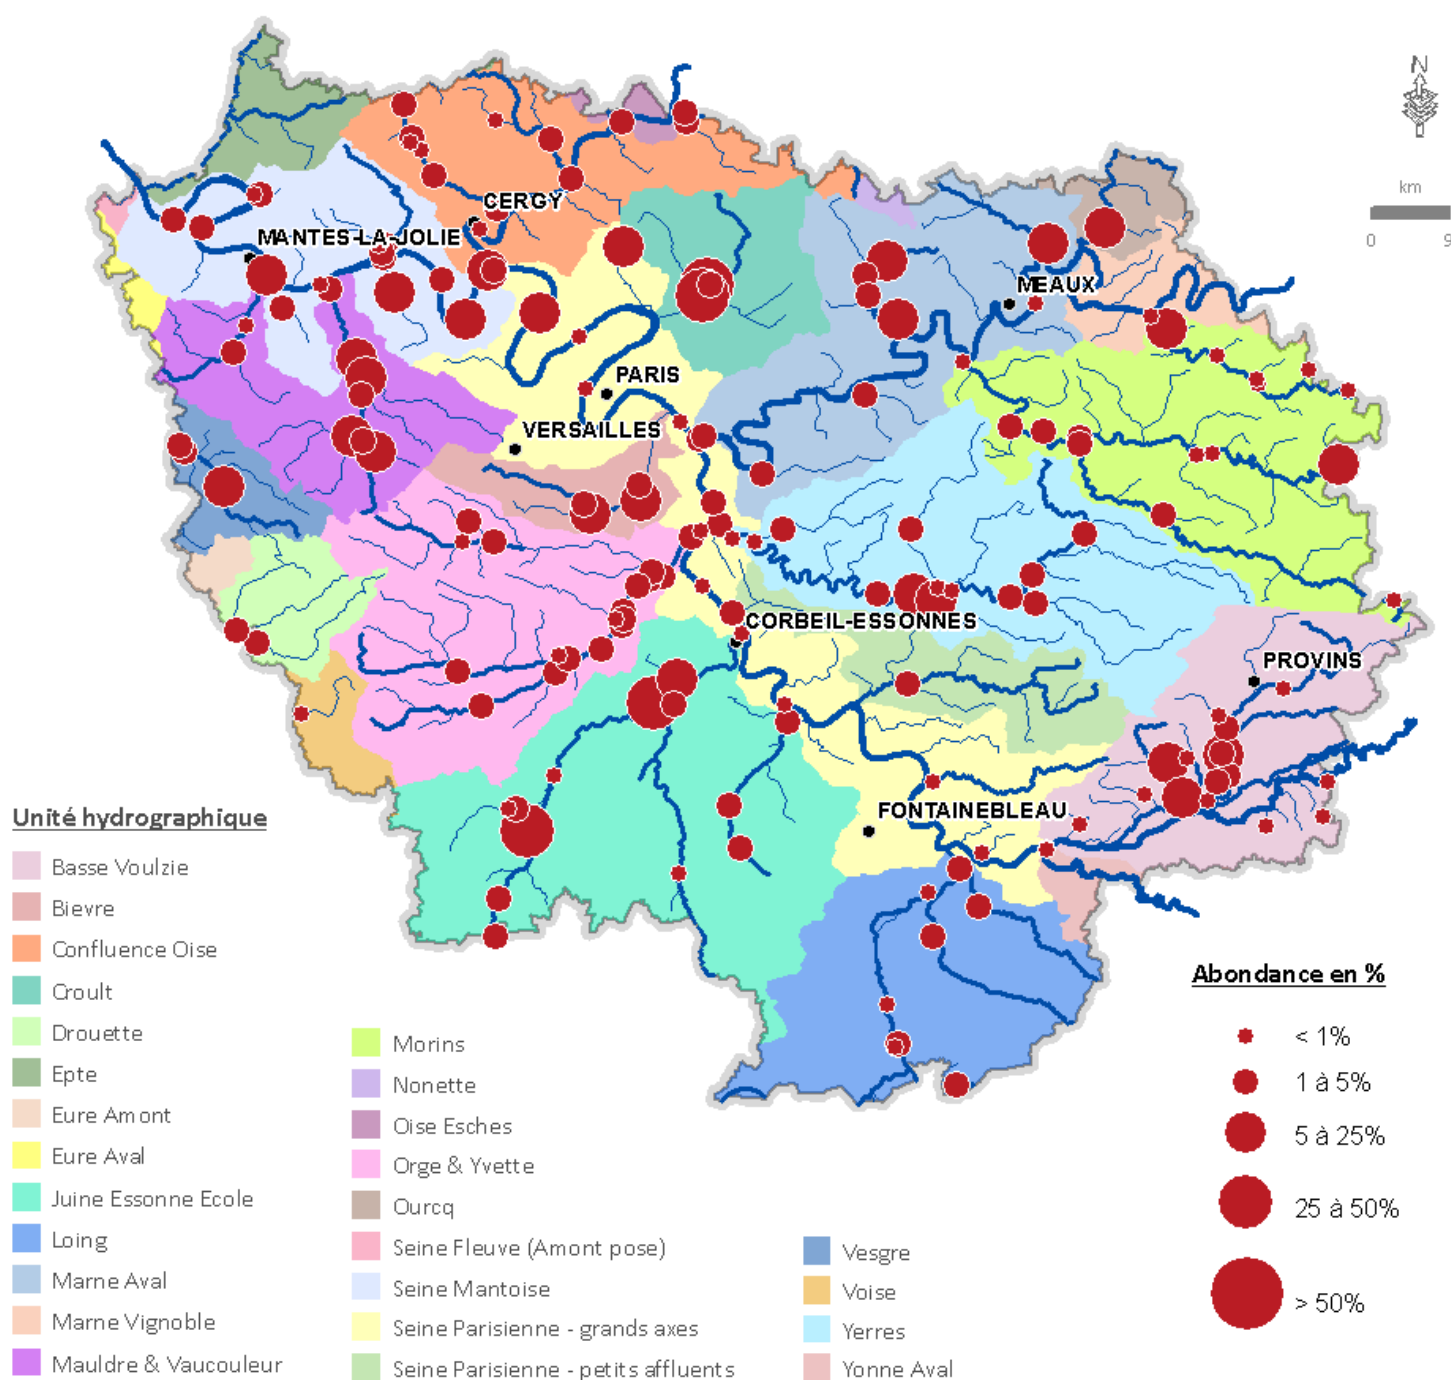 N
km
0 9
CERGY
MANTES-LA-JOLIE
MEAUX
PARIS
VERSAILLES
CORBEIL-ESSONNES
PROVINS
FONTAINEBLEAU
Unité hydrographique
Basse Voulzie
Bievre
Confluence Oise
Croult
Drouette
Epte
Eure Amont
Eure Aval
Juine Essonne Ecole
Loing
Marne Aval
Marne Vignoble
Mauldre & Vaucouleur
Morins
Nonette
Oise Esches
Orge & Yvette
Ourcq
Seine Fleuve (Amont pose)
Seine Mantoise
Seine Parisienne - grands axes
Seine Parisienne - petits affluents
Vesgre
Voise
Yerres
Yonne Aval
Abondance en %
< 1%
1 à 5%
5 à 25%
25 à 50%
> 50%